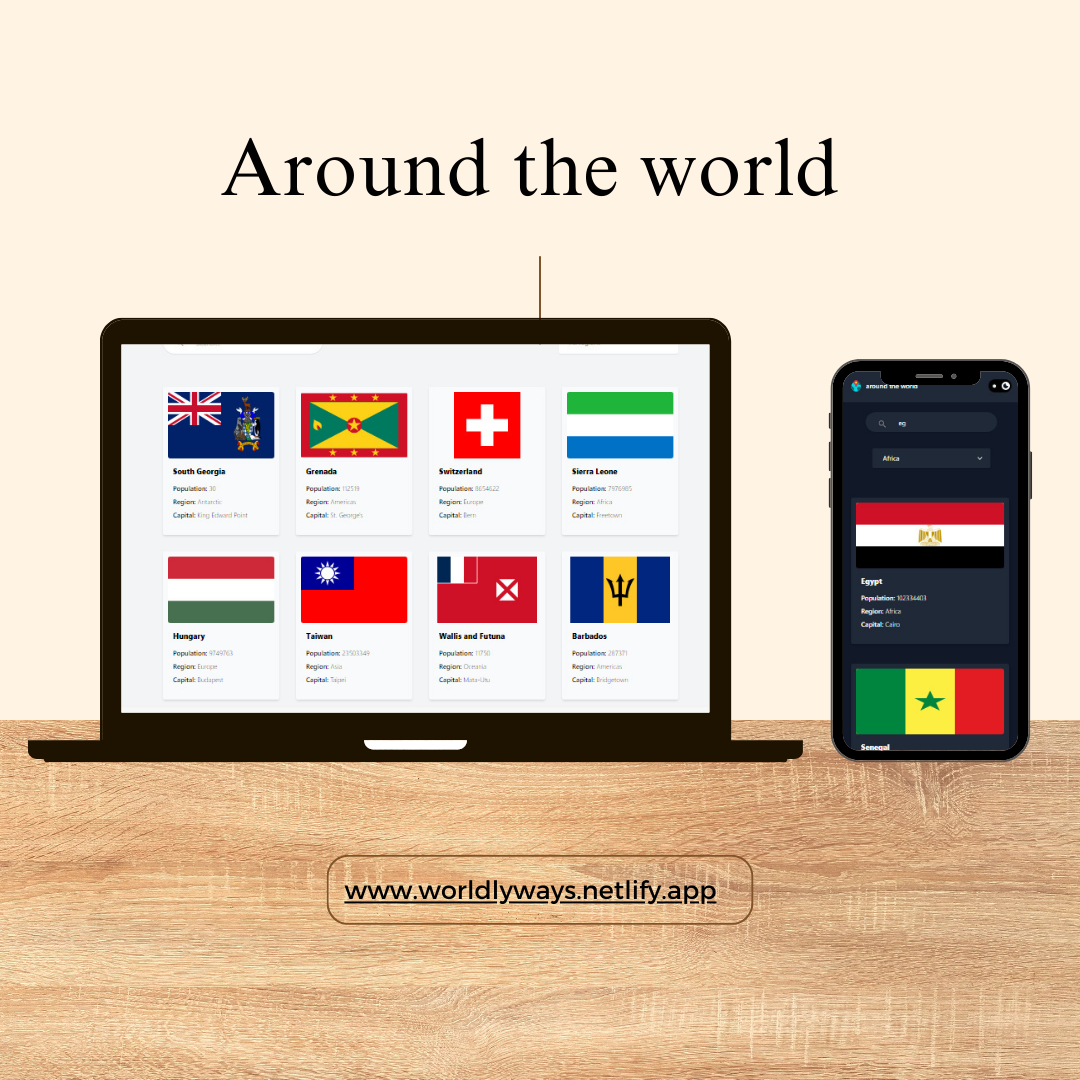 Around the world
South Georgia
Population: 30
Region: Antarctic
Capital: King Edward Point
Grenada
Population: 112519
Region: Americas
Capital: St. George's
Switzerland
Population: 8654622
Region: Europe
Capital: Bern
Sierra Leone
Population: 7976985
Region: Africa
Capital: Freetown
Hungary
Population: 9749763
Region: Europe
Capital: Budapest
Taiwan
Population: 23503349
Region: Asia
Capital: Taipei
Wallis and Futuna
Population: 11750
Region: Oceania
Capital: Mata-Utu
Barbados
Population: 287371
Region: Americas
Capital: Bridgetown
around the world
eg
Africa
Egypt
Population: 102334403
Region: Africa
Capital: Cairo
Senegal
www.worldlyways.netlify.app